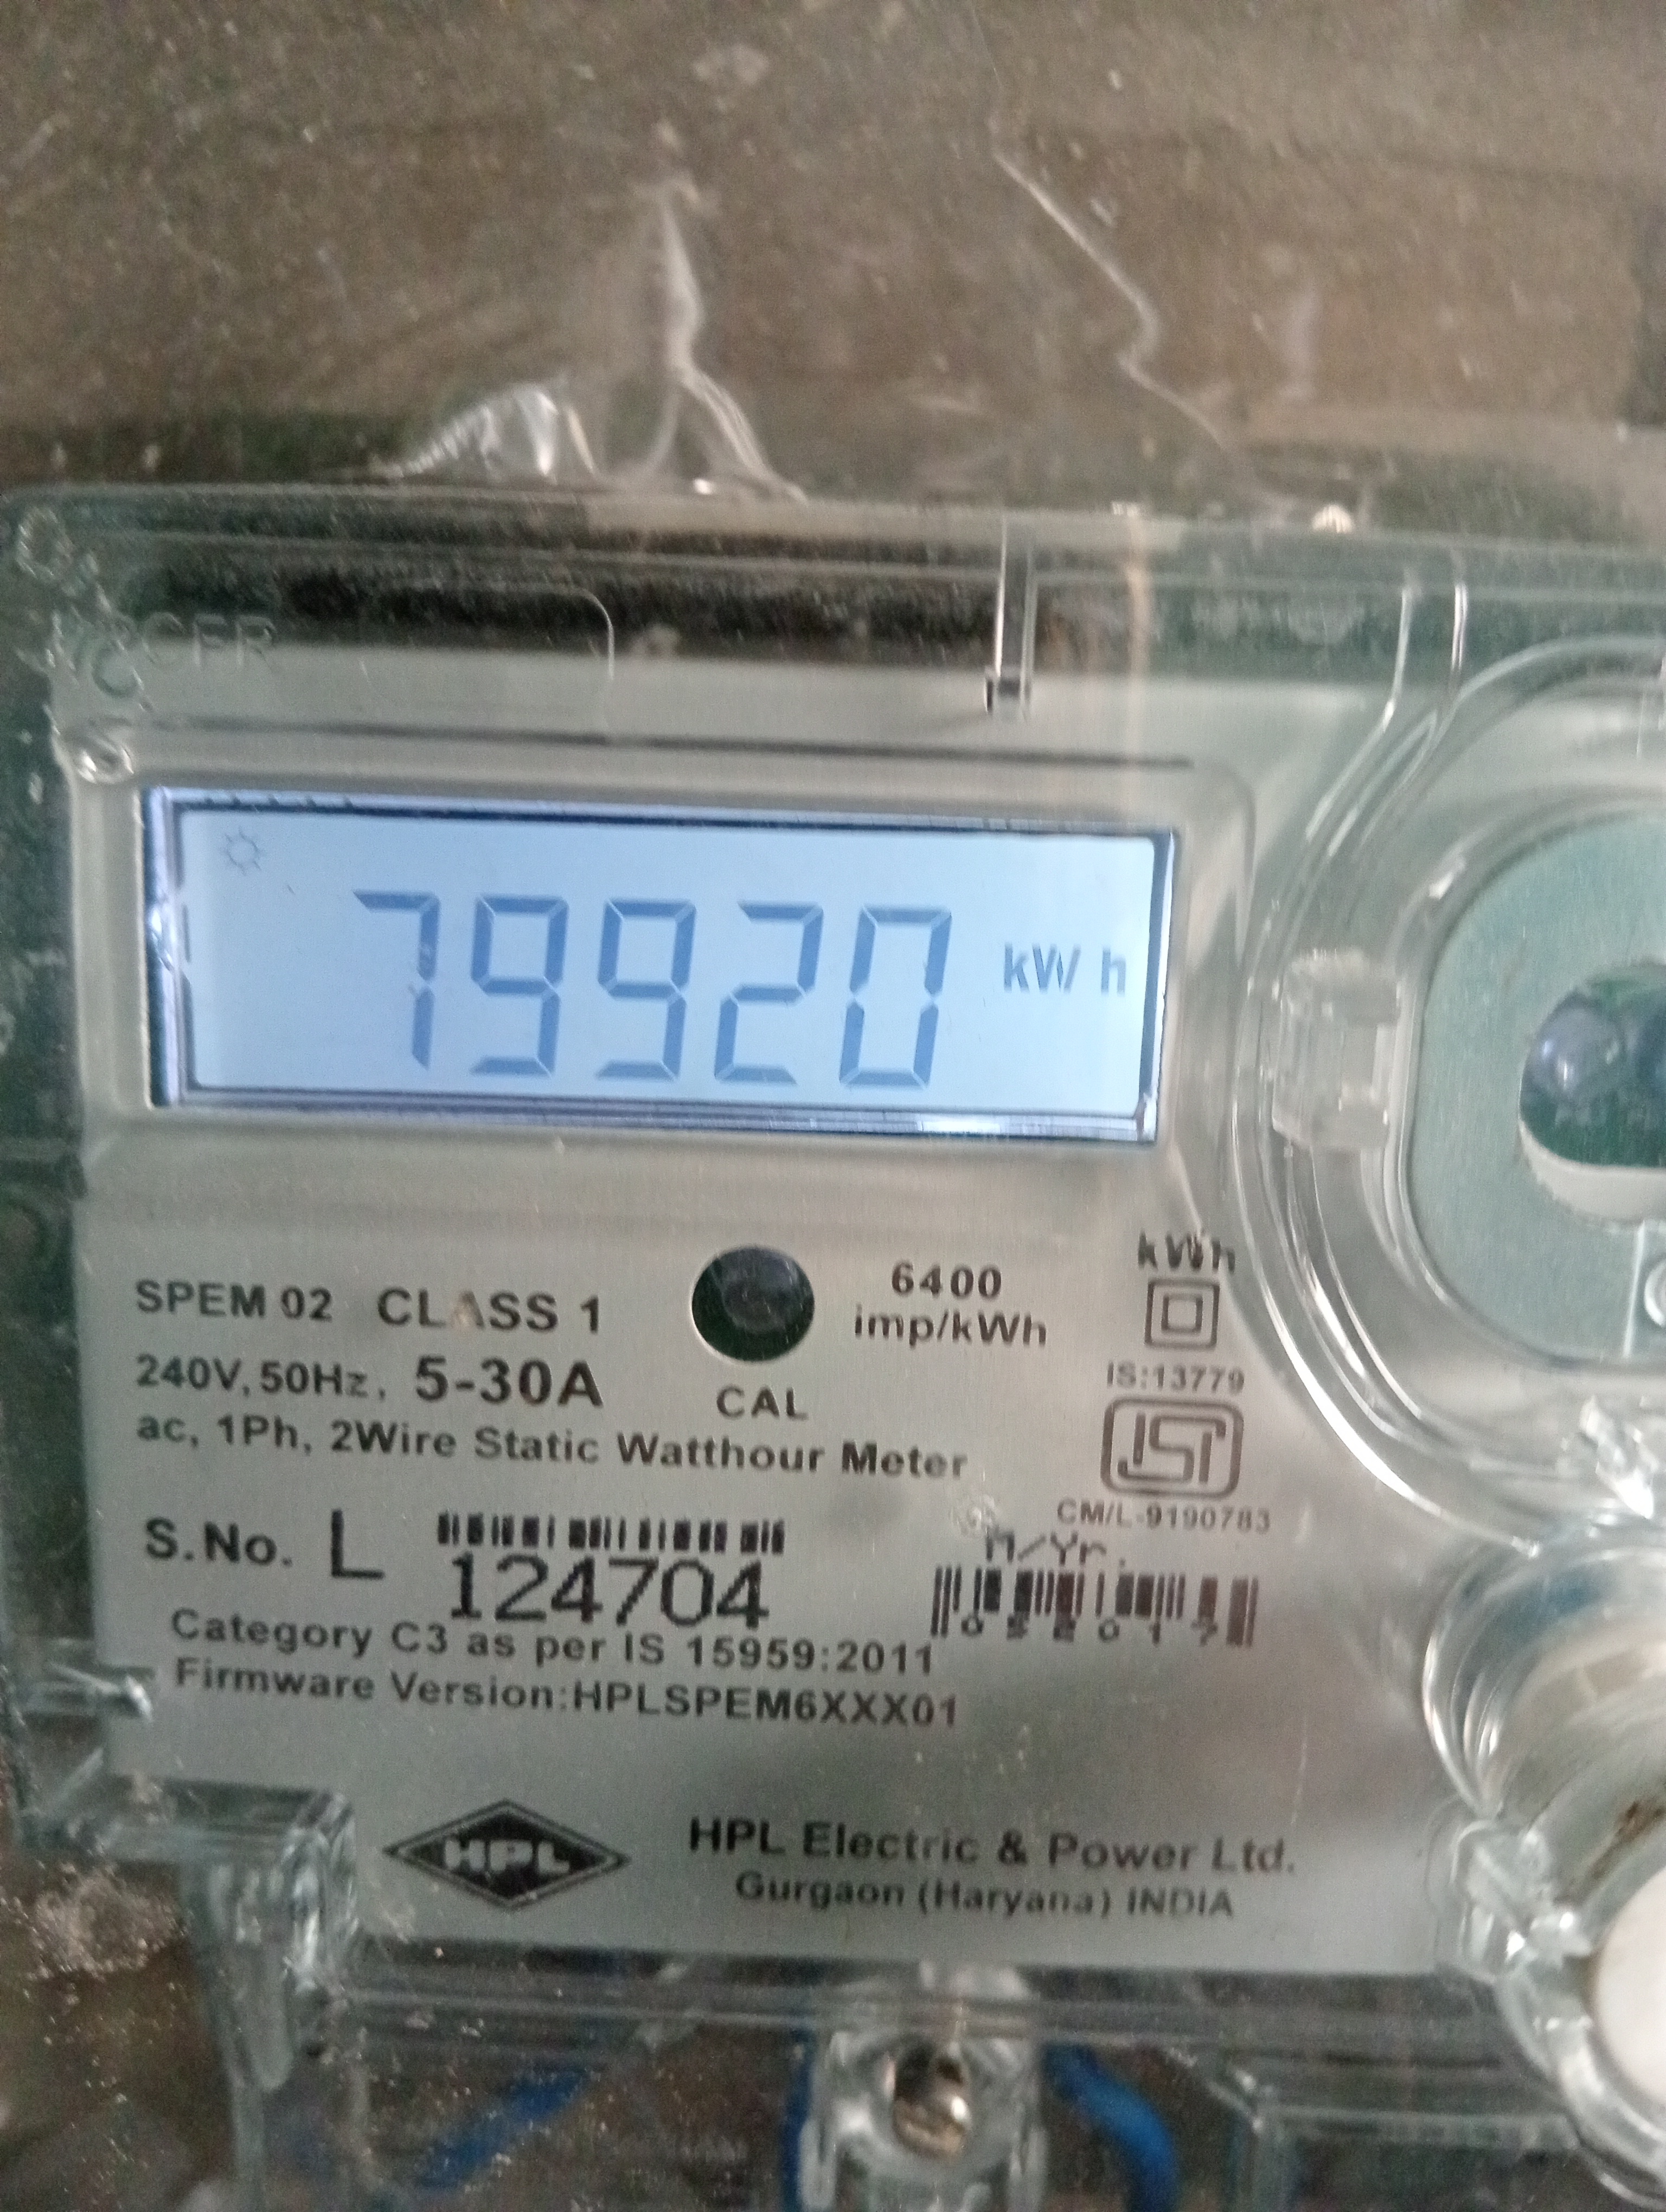 79920 kW h
SPEM 02 CLASS 1
240V, 50Hz, 5-30A
ac, 1Ph, 2Wire Static Watthour Meter
CAL
6400
imp/kWh
kWh
IS:13779
ISI
CM/L-9190783
S.No. L 124704
M/Yr.
052017
Category C3 as per IS 15959:2011
Firmware Version:HPLSPEM6XXX01
HPL
HPL Electric & Power Ltd.
Gurgaon (Haryana) INDIA